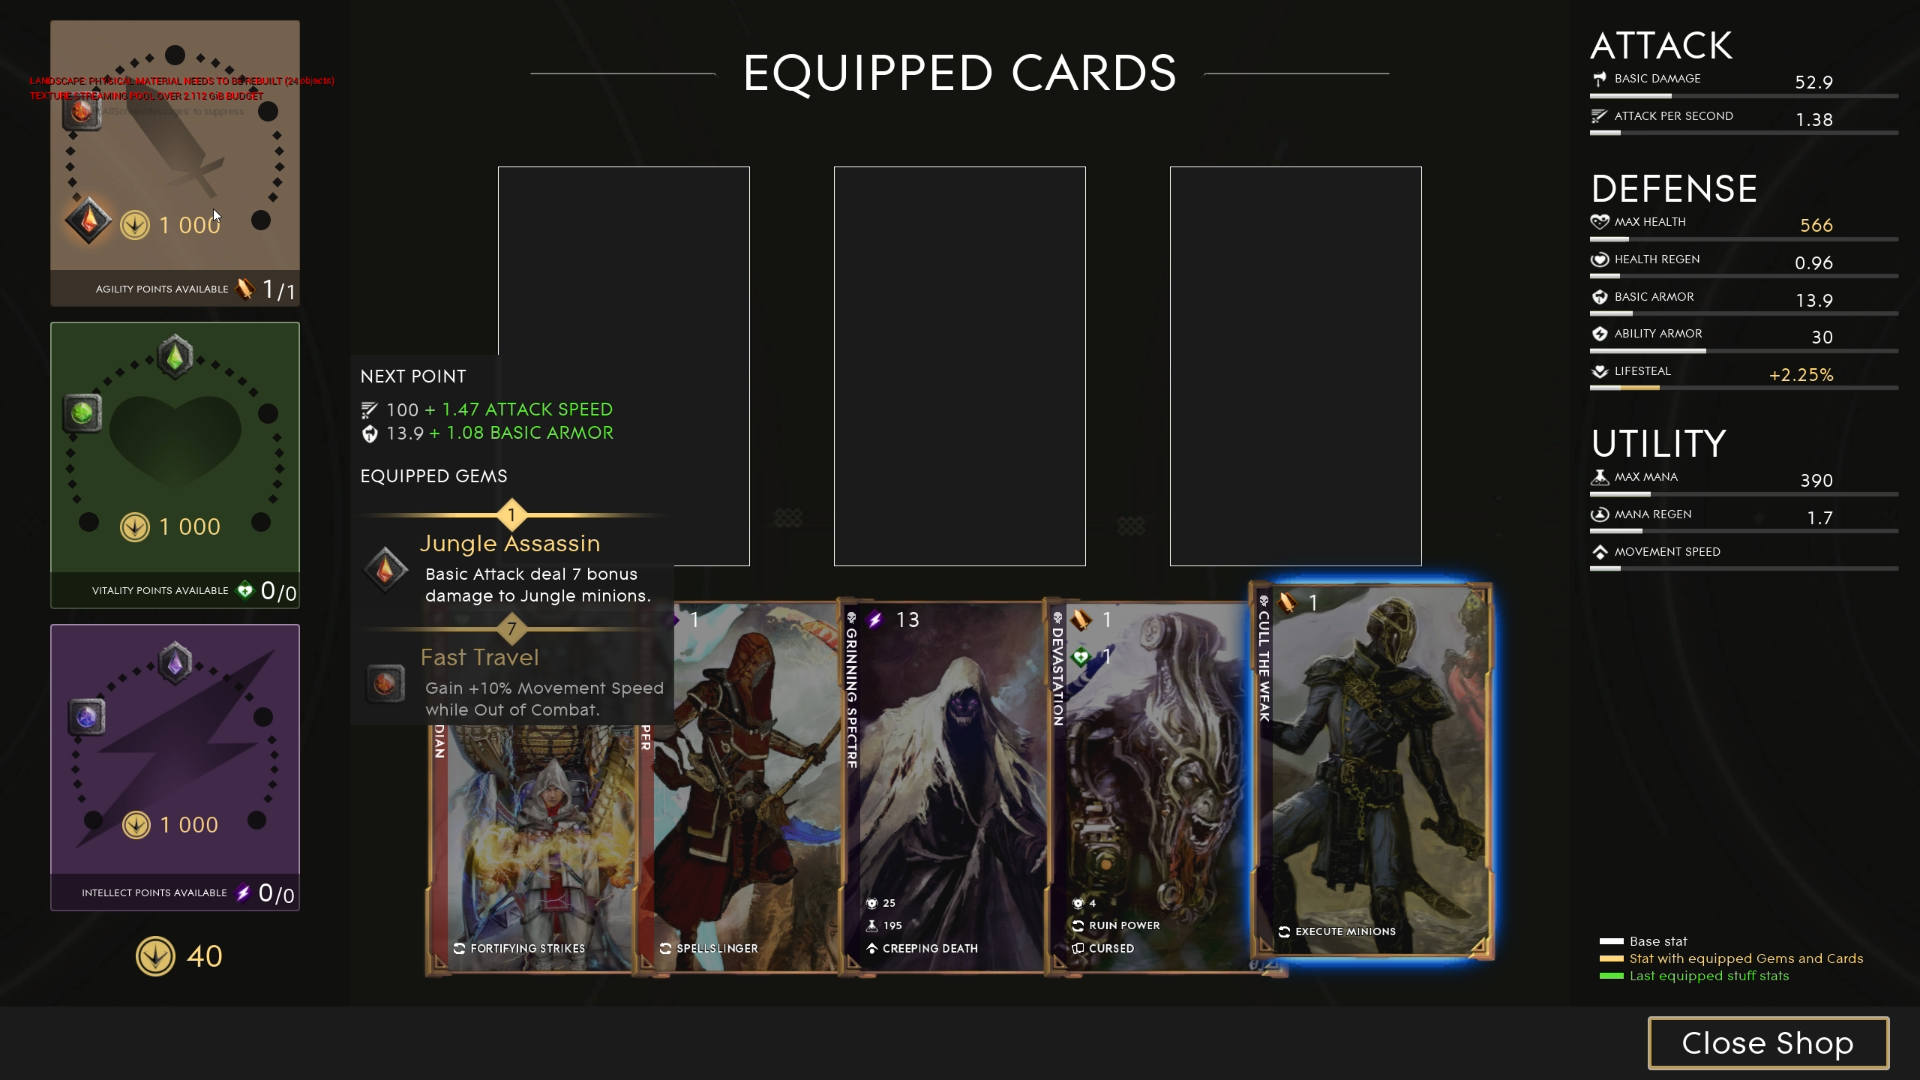 LANDSCAPE: PHYSICAL MATERIAL NEEDS TO BE REBUILT (24 objects)
TEXTURE STREAMING POOL OVER 2.112 GiB BUDGET
to suppress
1 000
AGILITY POINTS AVAILABLE 1/1
1 000
VITALITY POINTS AVAILABLE 0/0
1 000
INTELLECT POINTS AVAILABLE 0/0
40
EQUIPPED CARDS
NEXT POINT
100 + 1.47 ATTACK SPEED
13.9 + 1.08 BASIC ARMOR
EQUIPPED GEMS
1
Jungle Assassin
Basic Attack deal 7 bonus
damage to Jungle minions.
7
Fast Travel
Gain +10% Movement Speed
while Out of Combat.
FORTIFYING STRIKES
1
SPELLSLINGER
GRINNING SPECTRE
13
25
195
CREEPING DEATH
DEVASTATION
1
1
4
RUIN POWER
CURSED
CULL THE WEAK
1
EXECUTE MINIONS
ATTACK
BASIC DAMAGE 52.9
ATTACK PER SECOND 1.38
DEFENSE
MAX HEALTH 566
HEALTH REGEN 0.96
BASIC ARMOR 13.9
ABILITY ARMOR 30
LIFESTEAL +2.25%
UTILITY
MAX MANA 390
MANA REGEN 1.7
MOVEMENT SPEED
Base stat
Stat with equipped Gems and Cards
Last equipped stuff stats
Close Shop